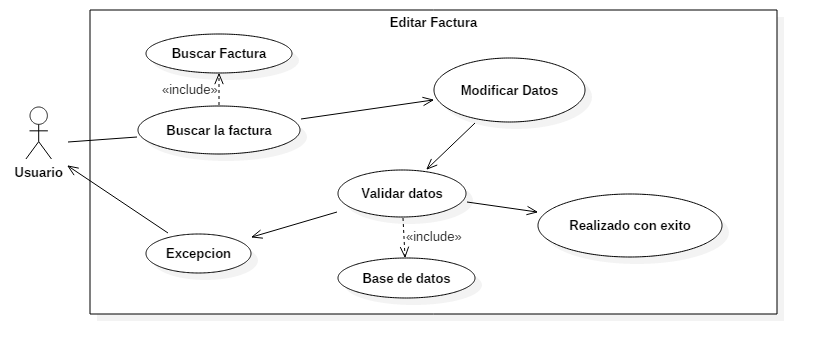 Editar Factura
Buscar Factura
«include»
Modificar Datos
Buscar la factura
Usuario
Validar datos
Realizado con exito
«include»
Excepcion
Base de datos